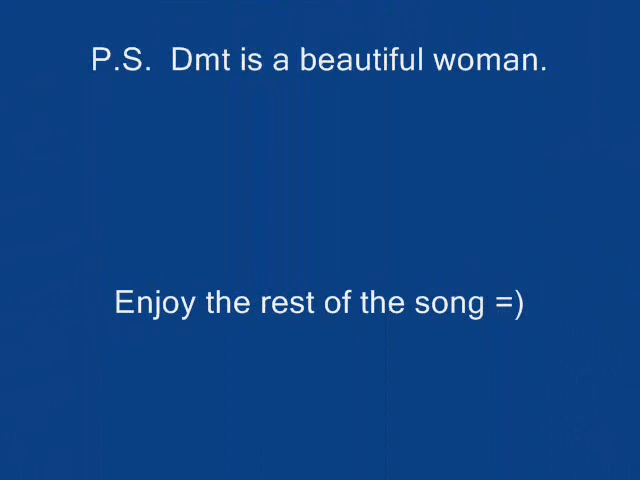 P.S.  Dmt is a beautiful woman.
Enjoy the rest of the song =)